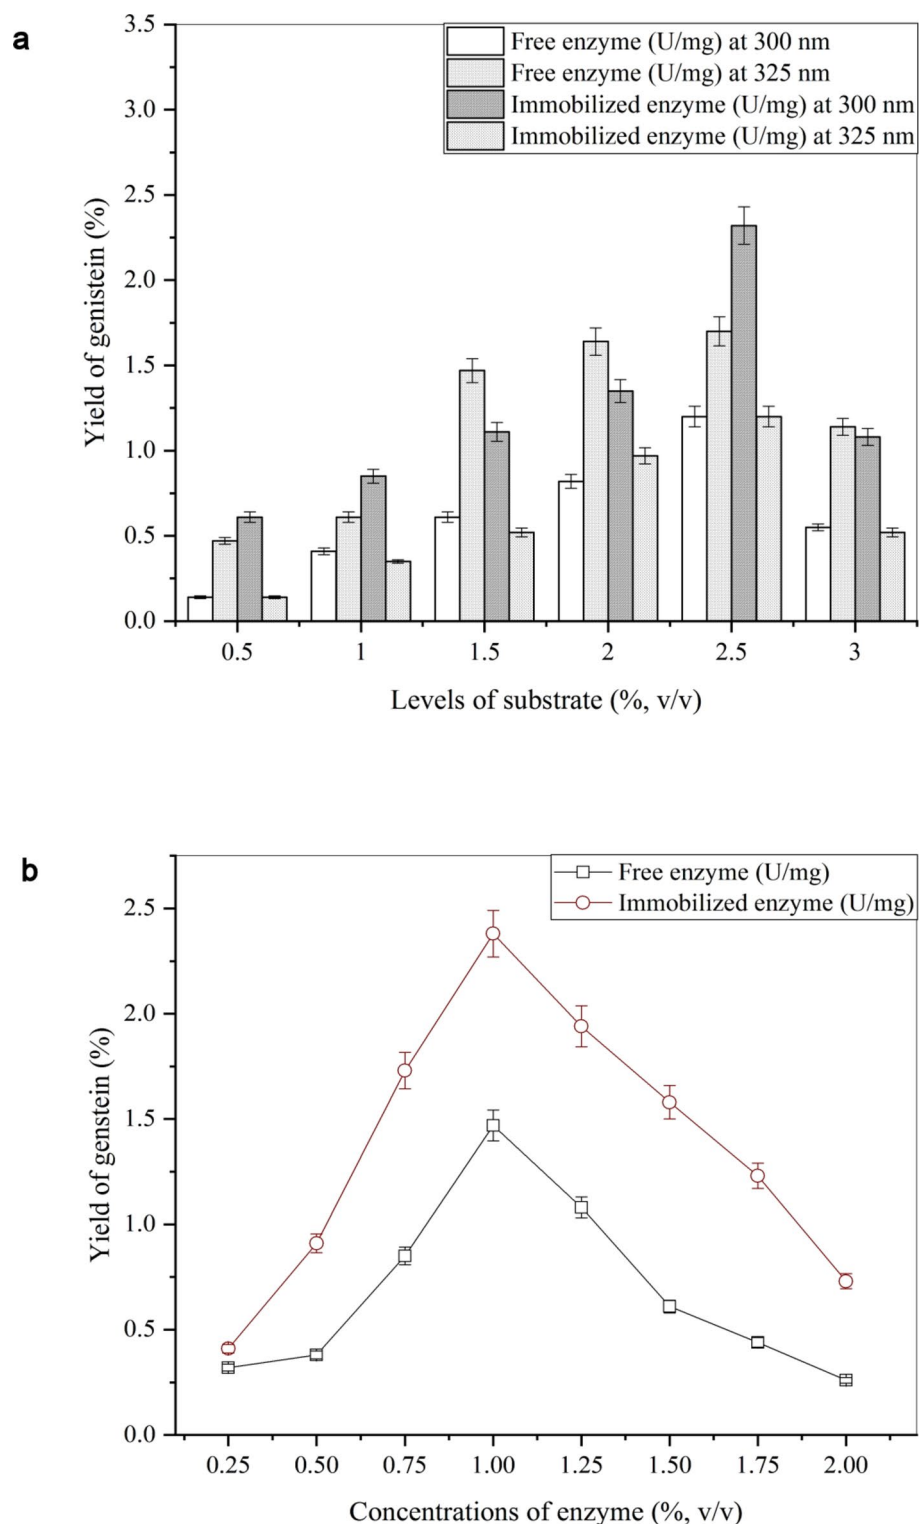 a
3.5
3.0
2.5
2.0
1.5
1.0
0.5
0.0
Yield of genistein (%)
Free enzyme (U/mg) at 300 nm
Free enzyme (U/mg) at 325 nm
Immobilized enzyme (U/mg) at 300 nm
Immobilized enzyme (U/mg) at 325 nm
0.5 1 1.5 2 2.5 3
Levels of substrate (%, v/v)
b
2.5
2.0
1.5
1.0
0.5
0.0
Yield of genstein (%)
Free enzyme (U/mg)
Immobilized enzyme (U/mg)
0.25 0.50 0.75 1.00 1.25 1.50 1.75 2.00
Concentrations of enzyme (%, v/v)